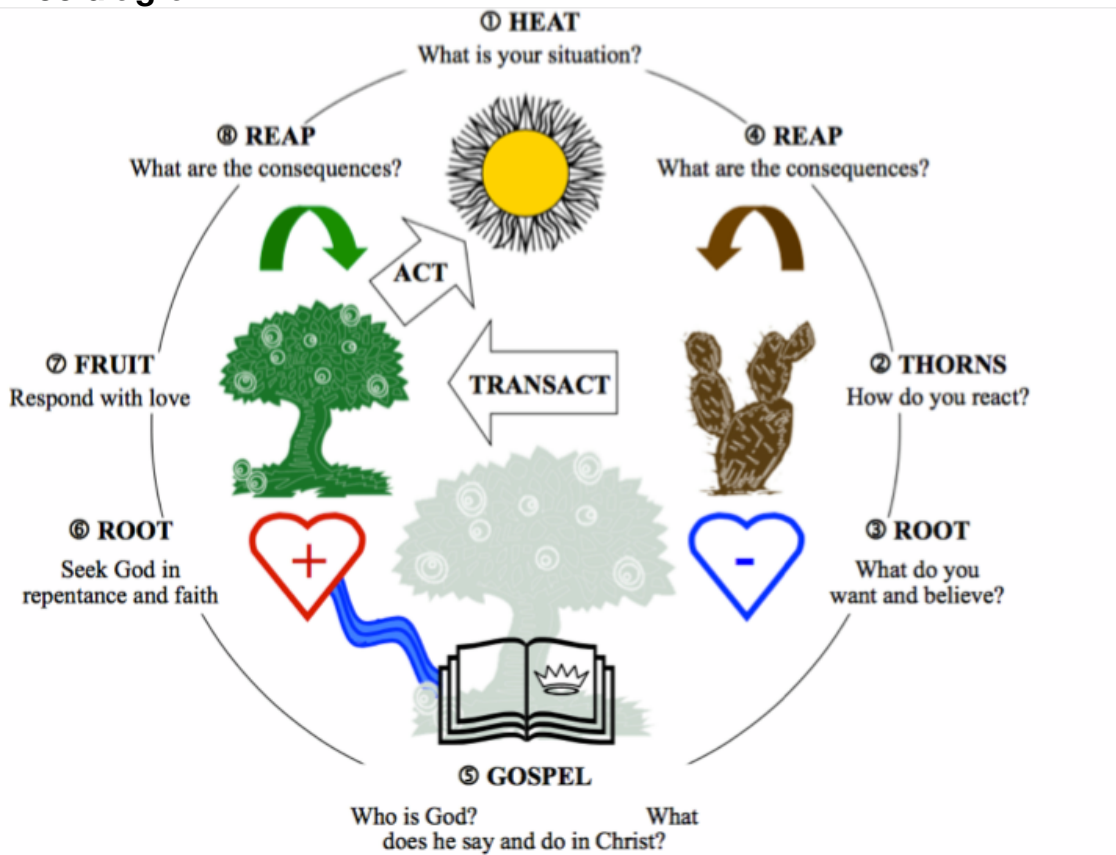 ① HEAT
What is your situation?
⑧ REAP
What are the consequences?
④ REAP
What are the consequences?
ACT
TRANSACT
⑦ FRUIT
Respond with love
② THORNS
How do you react?
⑥ ROOT
Seek God in
repentance and faith
+
-
③ ROOT
What do you
want and believe?
⑤ GOSPEL
Who is God? What
does he say and do in Christ?